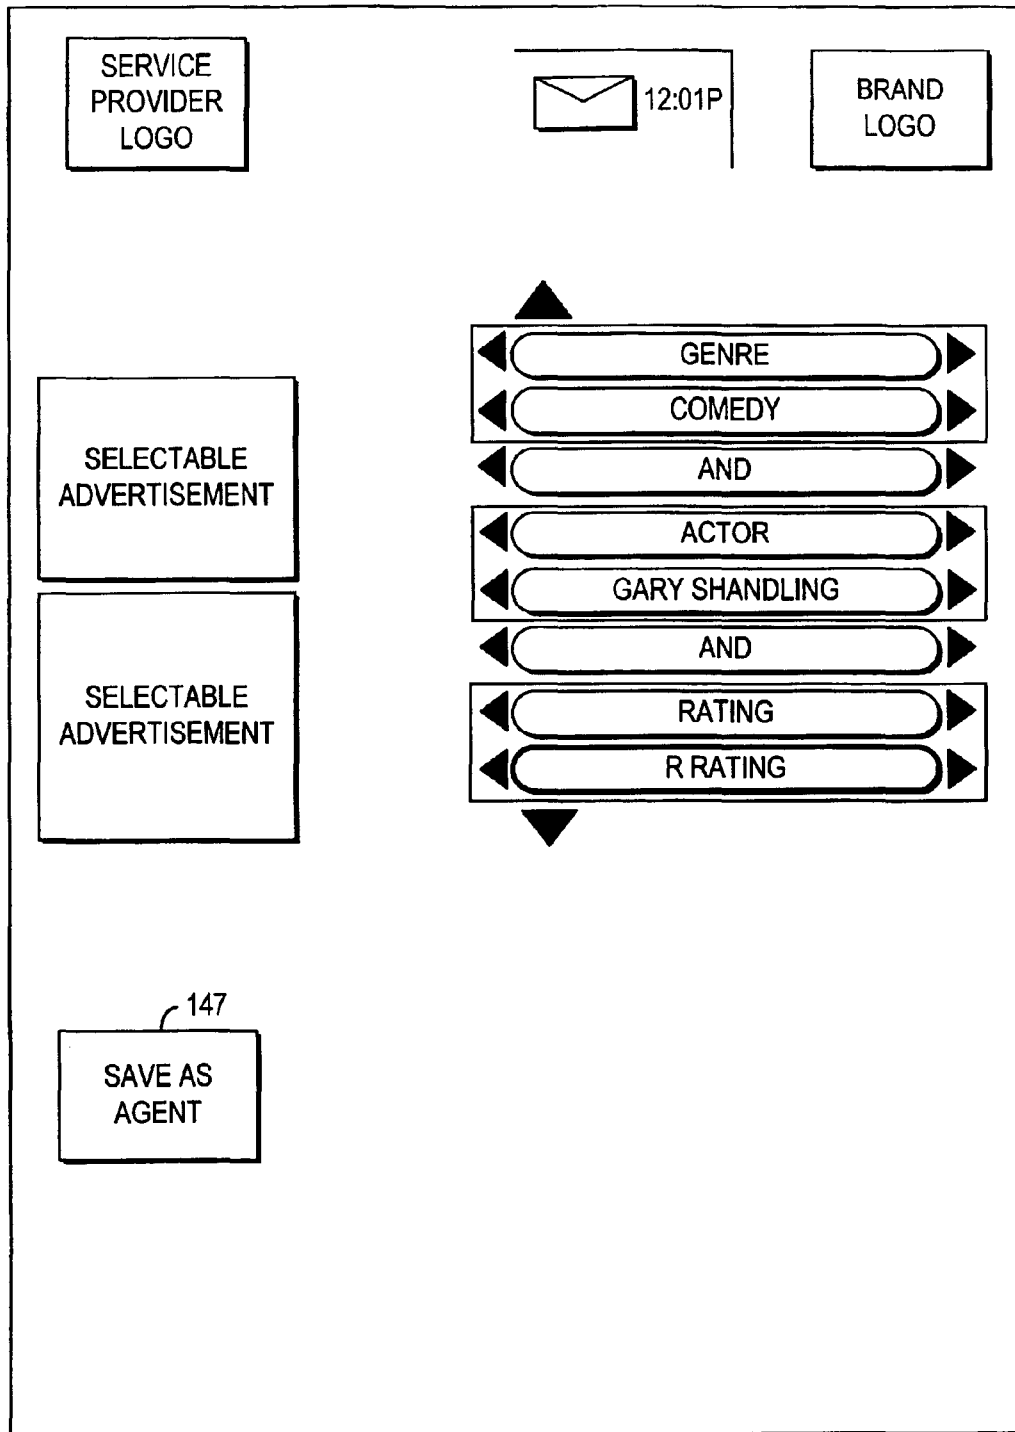 SERVICE
PROVIDER
LOGO
12:01P
BRAND
LOGO
GENRE
COMEDY
AND
ACTOR
GARY SHANDLING
AND
RATING
R RATING
SELECTABLE
ADVERTISEMENT
SELECTABLE
ADVERTISEMENT
147
SAVE AS
AGENT